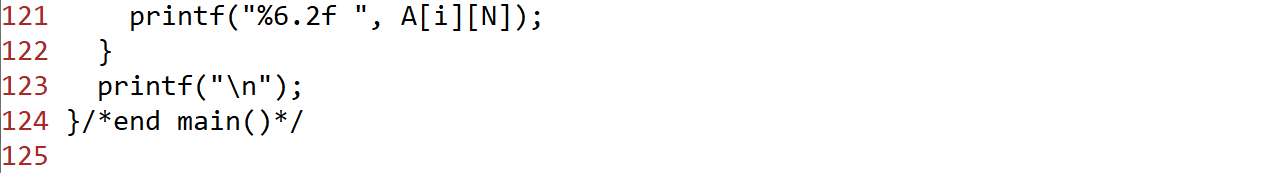 121     printf("%6.2f ", A[i][N]);
122   }
123   printf("\n");
124 }/*end main()*/
125